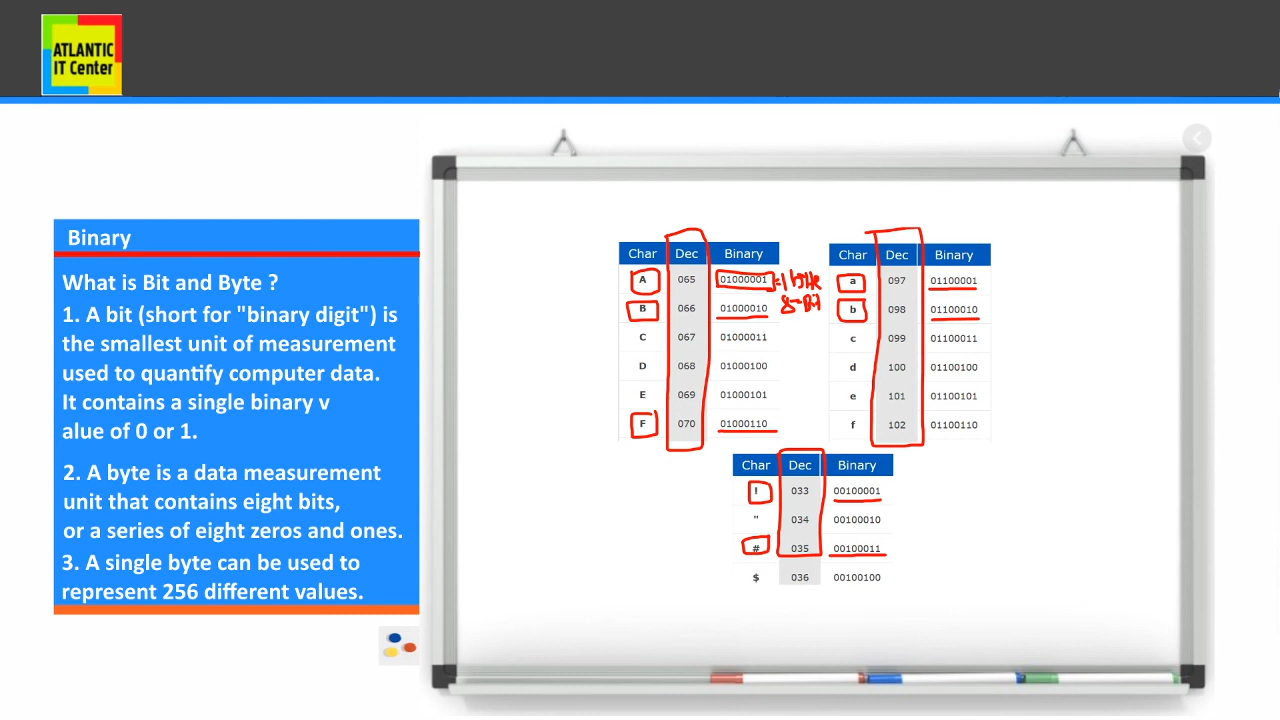 ATLANTIC
IT Center
Binary
What is Bit and Byte ?
1. A bit (short for "binary digit") is
the smallest unit of measurement
used to quantify computer data.
It contains a single binary v
alue of 0 or 1.
2. A byte is a data measurement
unit that contains eight bits,
or a series of eight zeros and ones.
3. A single byte can be used to
represent 256 different values.
Char Dec Binary
A 065 01000001 =1 byte
8-Bit
B 066 01000010
C 067 01000011
D 068 01000100
E 069 01000101
F 070 01000110
Char Dec Binary
a 097 01100001
b 098 01100010
c 099 01100011
d 100 01100100
e 101 01100101
f 102 01100110
Char Dec Binary
! 033 00100001
" 034 00100010
# 035 00100011
$ 036 00100100